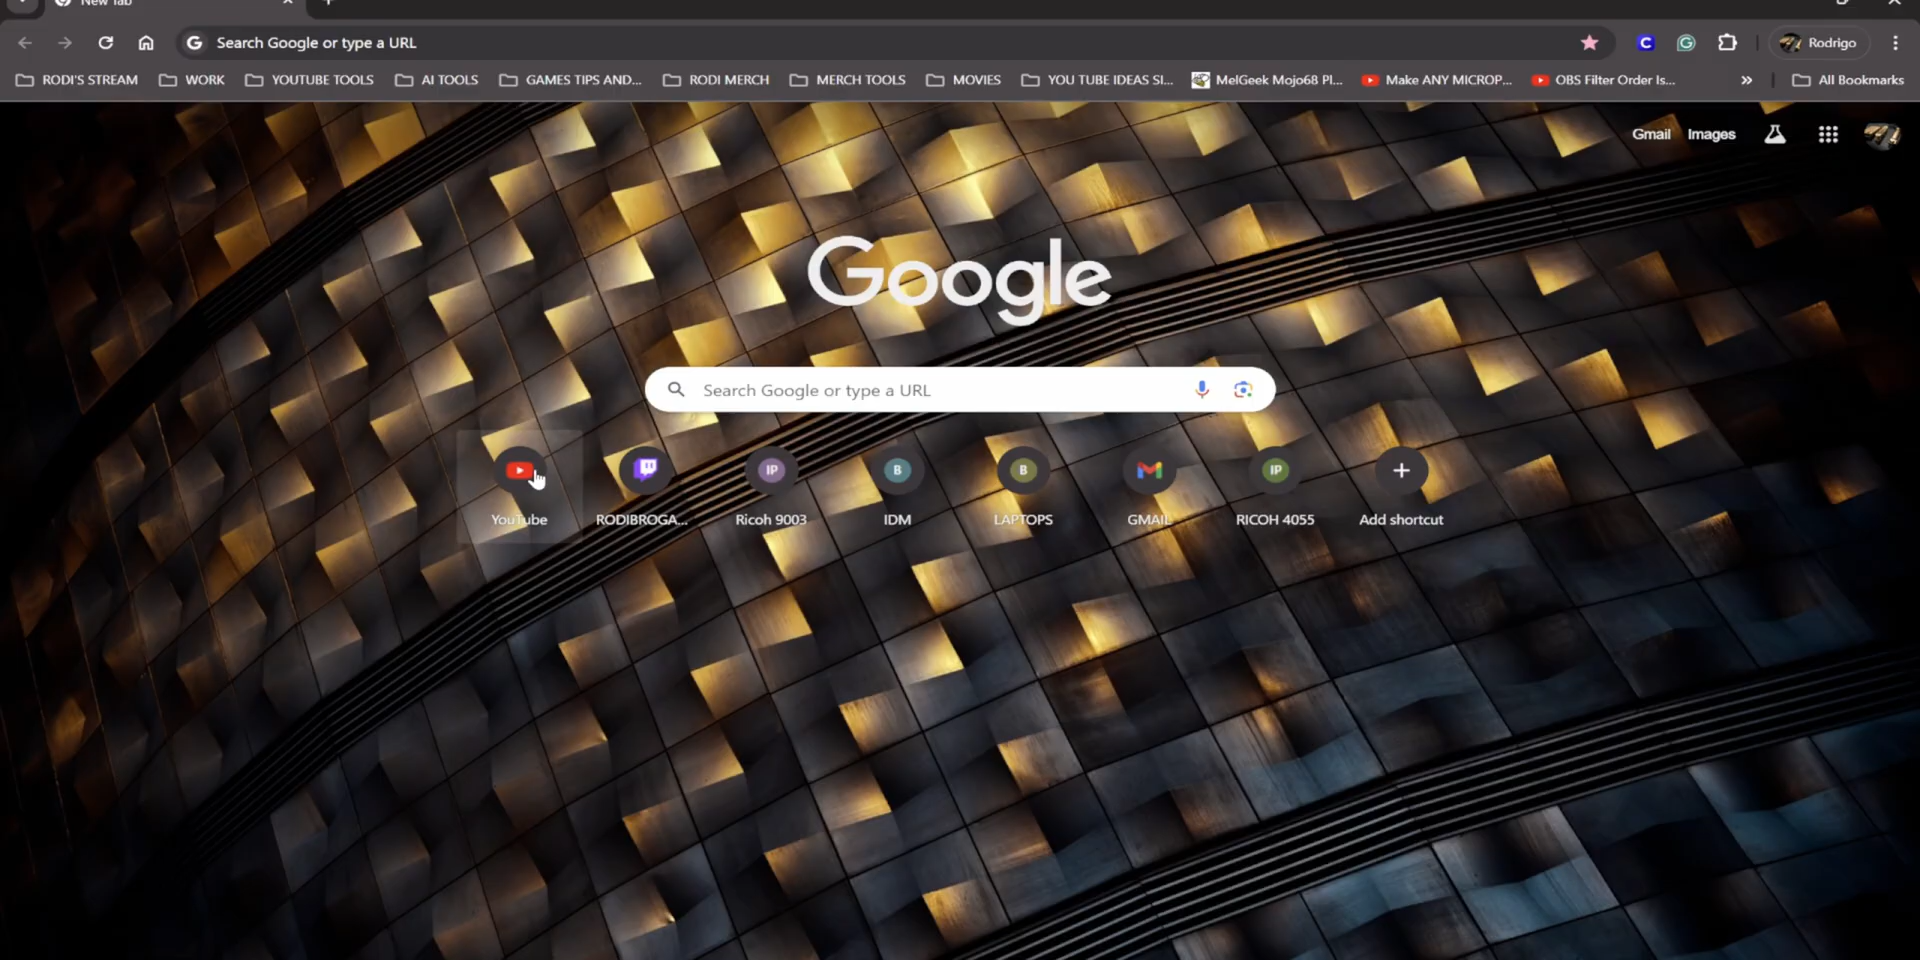 New Tab
Search Google or type a URL
Rodrigo
RODI'S STREAM
WORK
YOUTUBE TOOLS
AI TOOLS
GAMES TIPS AND...
RODI MERCH
MERCH TOOLS
MOVIES
YOU TUBE IDEAS SI...
MelGeek Mojo68 Pl...
Make ANY MICROP...
OBS Filter Order Is...
All Bookmarks
Gmail
Images
Google
Search Google or type a URL
IP
B
B
IP
YouTube
RODIBROGA...
Ricoh 9003
IDM
LAPTOPS
GMAIL
RICOH 4055
Add shortcut